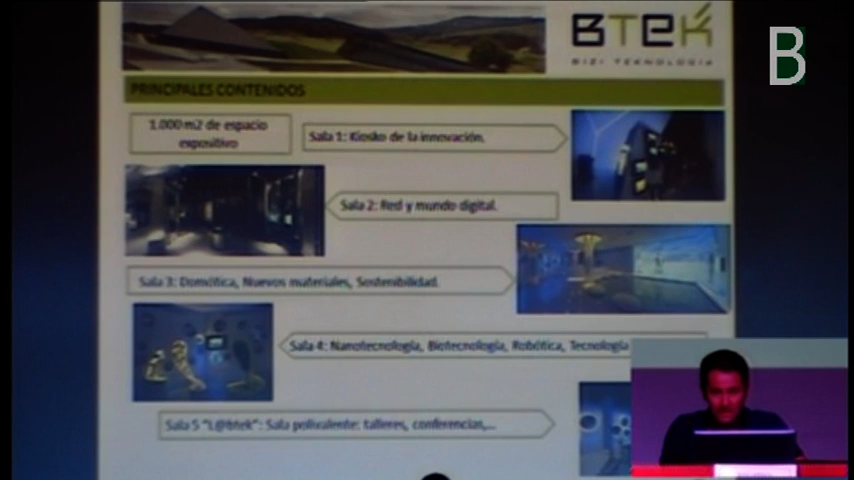 BTEK
BIZI TEKNOLOGIA
B
PRINCIPALES CONTENIDOS
1.000 m2 de espacio
expositivo
Sala 1: Kiosko de la innovación.
Sala 2: Red y mundo digital.
Sala 3: Domótica, Nuevos materiales, Sostenibilidad.
Sala 4: Nanotecnología, Biotecnología, Robótica, Tecnología
Sala 5 "L@btek": Sala polivalente: talleres, conferencias,...